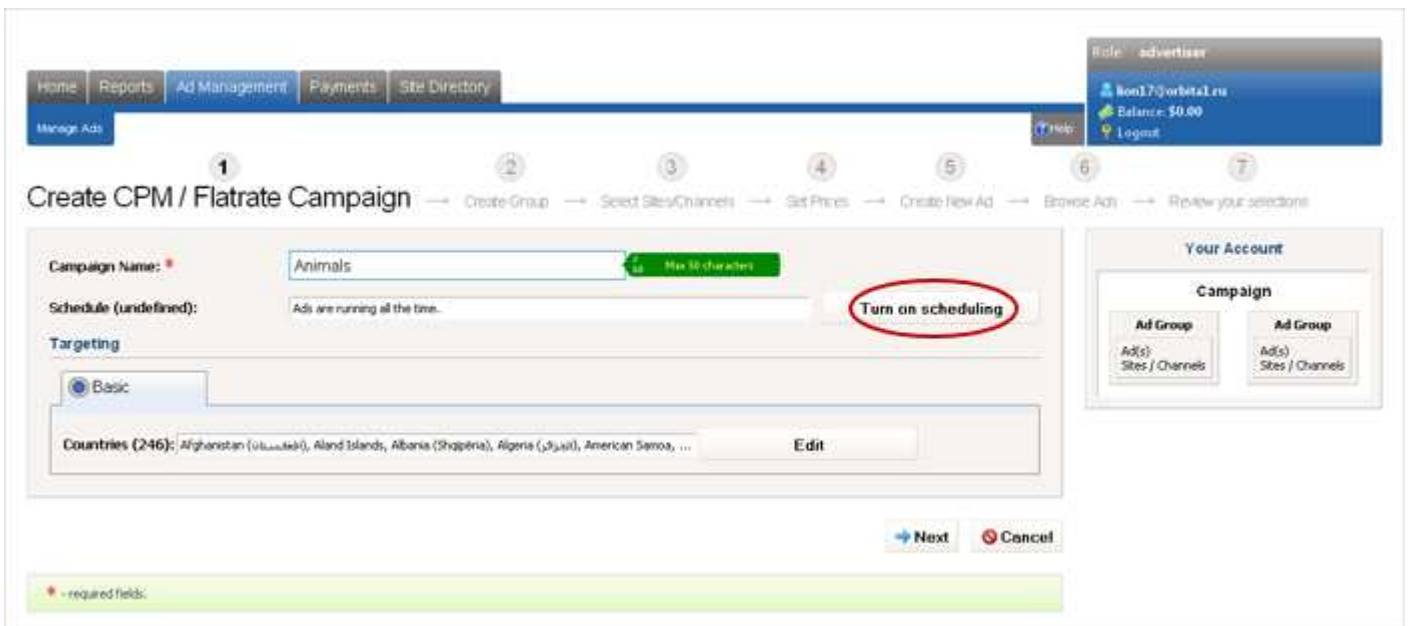 Role: advertiser
Home Reports Ad Management Payments Site Directory
lion17@orbita1.ru
Balance: $0.00
Manage Ads
Help
Logout
1 2 3 4 5 6 7
Create CPM / Flatrate Campaign → Create Group → Select Sites/Channels → Set Prices → Create New Ad → Browse Ads → Review your selections
Your Account
Campaign Name: * Animals
Max 50 characters
Campaign
Schedule (undefined): Ads are running all the time. Turn on scheduling
Ad Group Ad Group
Targeting
Ad(s) Ad(s)
Sites / Channels Sites / Channels
Basic
Countries (246): Afghanistan Aland Islands, Albania (Shqipëria), Algeria American Samoa, ... Edit
Next Cancel
* - required fields.